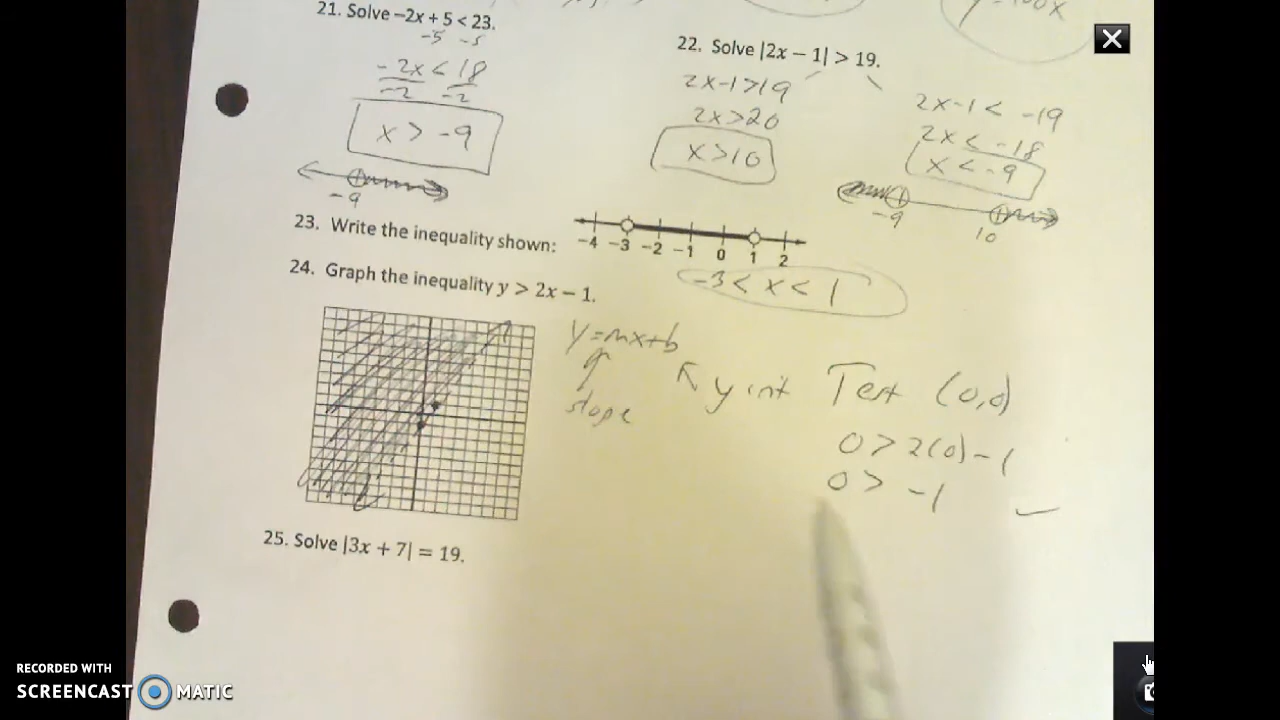 21. Solve −2x + 5 < 23.
-5 -5
-2x < 18
-2 -2
x > -9
-9
y=100x
22. Solve |2x − 1| > 19.
2x-1>19
2x>20
x>10
2x-1 < -19
2x < -18
x < -9
-9 10
23. Write the inequality shown:
−4 −3 −2 −1 0 1 2
-3 < x < 1
24. Graph the inequality y > 2x − 1.
y=mx+b
slope
y int
Test (0,0)
0 > 2(0)-1
0 > -1
25. Solve |3x + 7| = 19.
RECORDED WITH
SCREENCAST MATIC